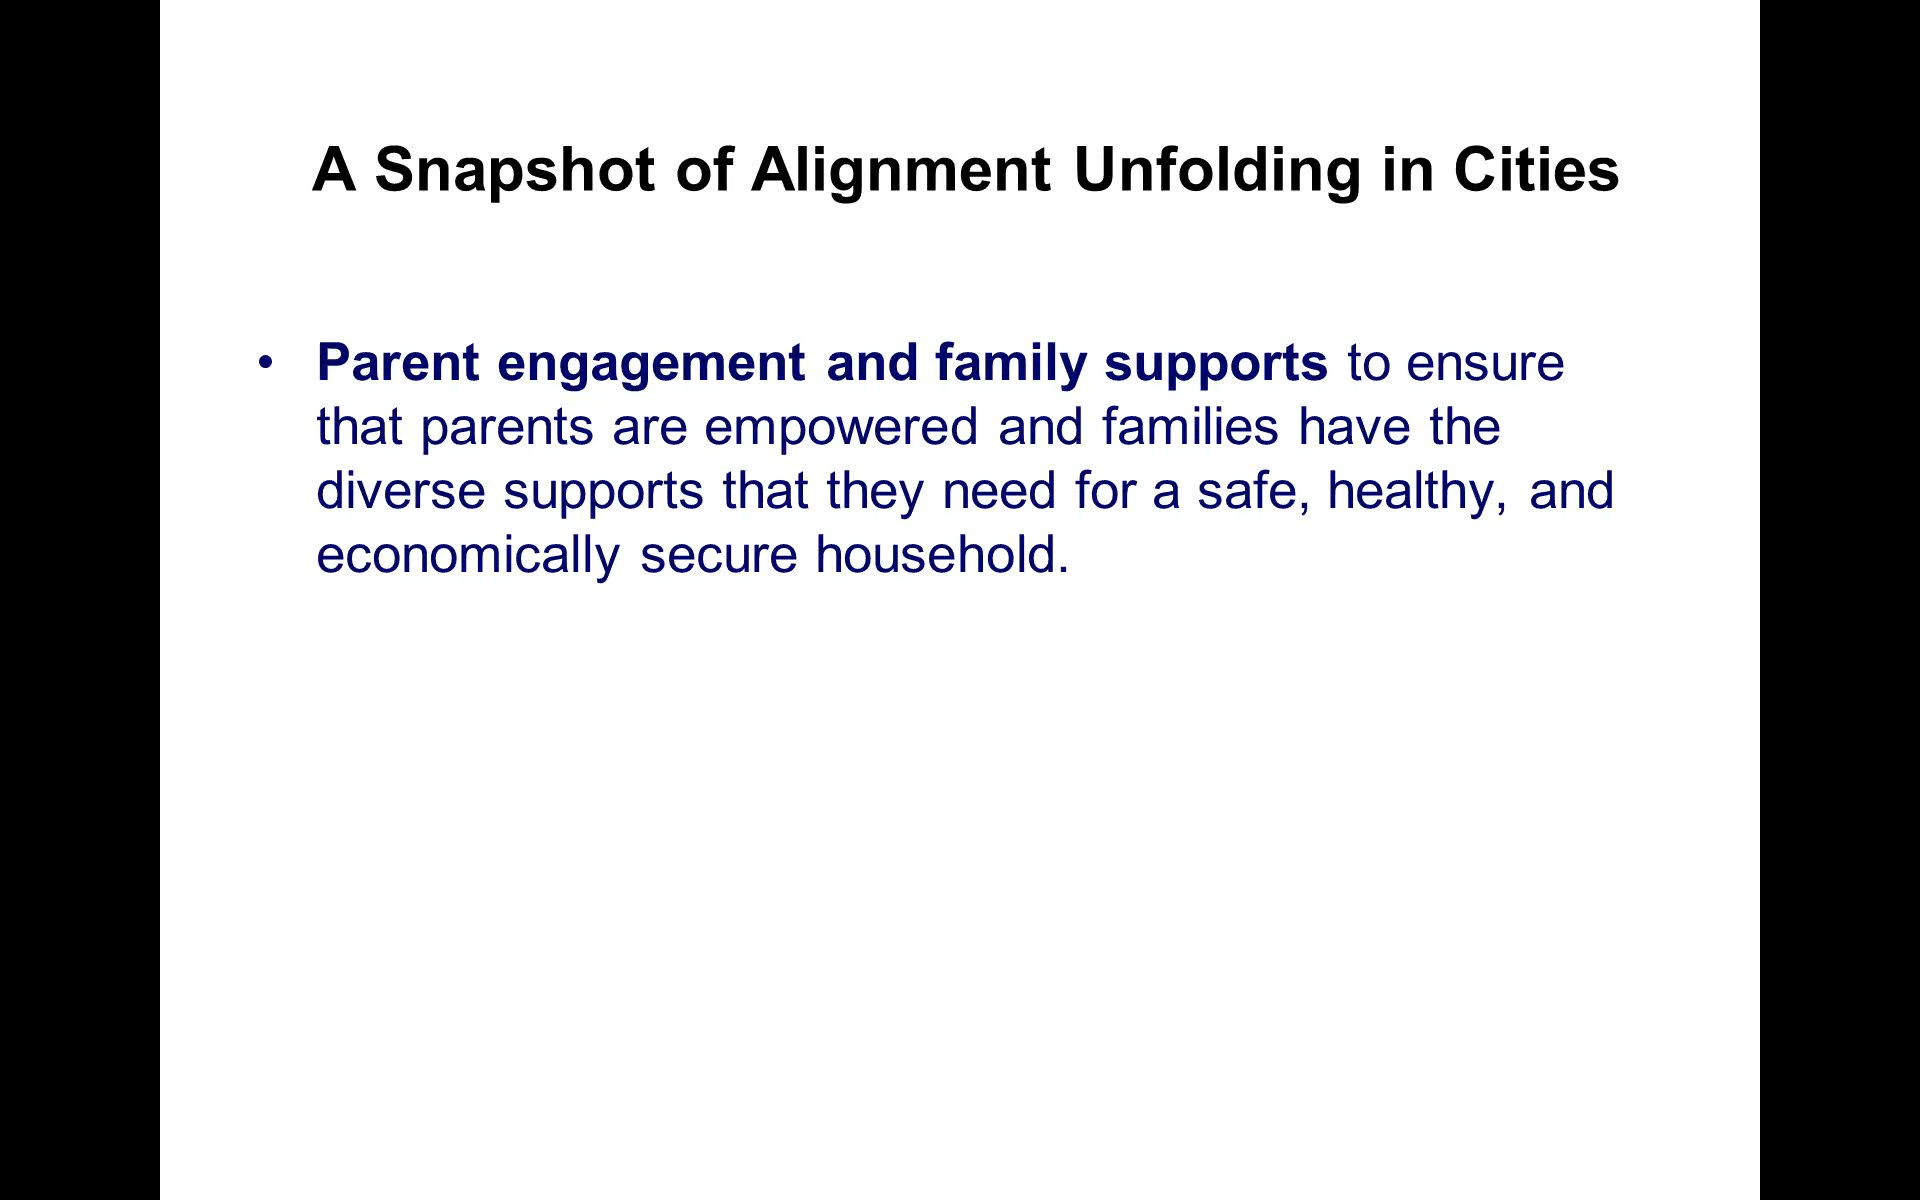 A Snapshot of Alignment Unfolding in Cities
• Parent engagement and family supports to ensure
that parents are empowered and families have the
diverse supports that they need for a safe, healthy, and
economically secure household.